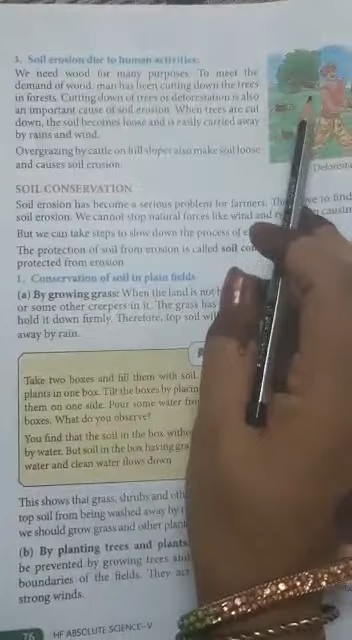 3. Soil erosion due to human activities:
We need wood for many purposes. To meet the
demand of wood, man has been cutting down the trees
in forests. Cutting down of trees or deforestation is also
an important cause of soil erosion. When trees are cut
down, the soil becomes loose and is easily carried away
by rains and wind.
Overgrazing by cattle on hill slopes also make soil loose
and causes soil erosion.
SOIL CONSERVATION
Soil erosion has become a serious problem for farmers. to find
soil erosion. We cannot stop natural forces like wind and causin
But we can take steps to slow down the process of
The protection of soil from erosion is called soil
protected from erosion
1. Conservation of soil in plain fields
(a) By growing grass: When the land is not
or some other creepers in it. The grass has
hold it down firmly. Therefore, top soil
away by rain.
Take two boxes and fill them with soil.
plants in one box. Tilt the boxes by
them on one side. Pour some water
boxes. What do you observe?
You find that the soil in the box
by water. But soil in the box having
water and clean water flows down
This shows that grass, shrubs and
top soil from being washed away by
we should grow grass and other
(b) By planting trees and plants
be prevented by growing trees
boundaries of the fields. They
strong winds.
76 HF ABSOLUTE SCIENCE-V